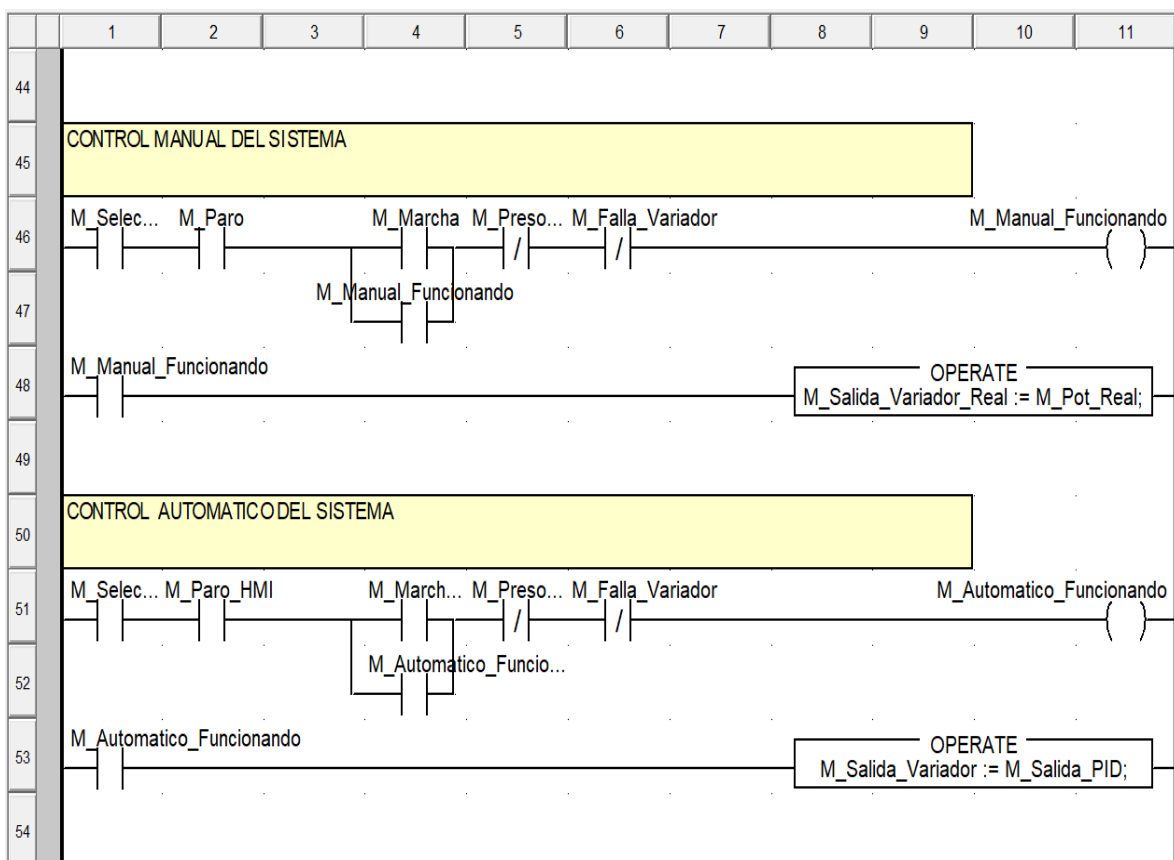 1 2 3 4 5 6 7 8 9 10 11
44
45 CONTROL MANUAL DEL SISTEMA
M_Selec... M_Paro M_Marcha M_Preso... M_Falla_Variador M_Manual_Funcionando
46 / /
M_Manual_Funcionando
47
M_Manual_Funcionando OPERATE
48 M_Salida_Variador_Real := M_Pot_Real;
49
CONTROL AUTOMATICO DEL SISTEMA
50
M_Selec... M_Paro_HMI M_March... M_Preso... M_Falla_Variador M_Automatico_Funcionando
51 / /
M_Automatico_Funcio...
52
M_Automatico_Funcionando OPERATE
53 M_Salida_Variador := M_Salida_PID;
54